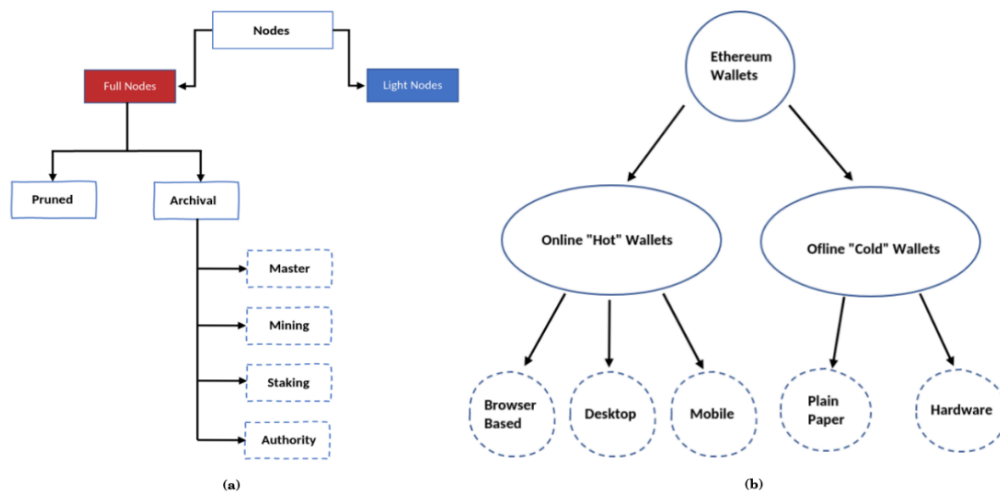 Nodes
Full Nodes
Light Nodes
Pruned
Archival
Master
Mining
Staking
Authority
(a)
Ethereum
Wallets
Online "Hot" Wallets
Ofline "Cold" Wallets
Browser
Based
Desktop
Mobile
Plain
Paper
Hardware
(b)